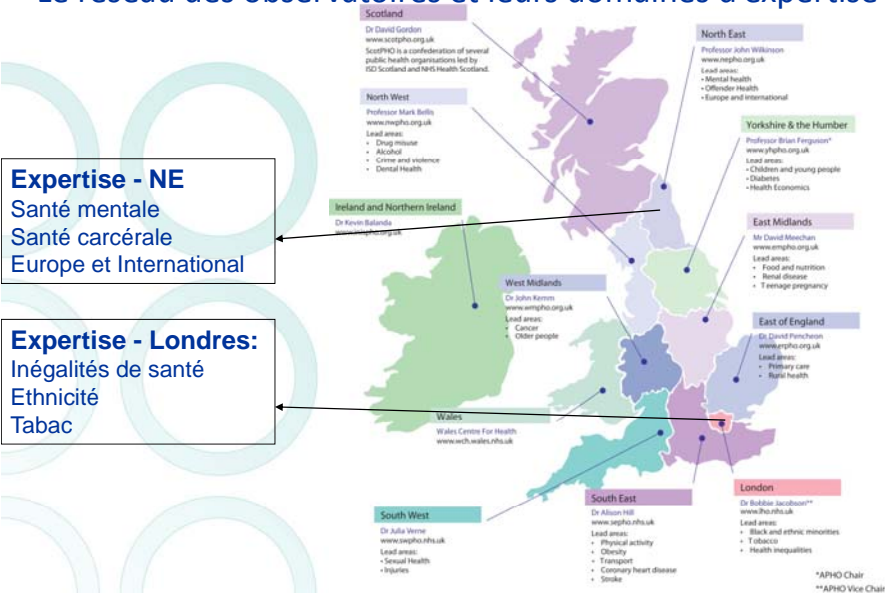 Le réseau des observatoires et leurs domaines d'expertise
Scotland
Dr David Gordon
www.scotpho.org.uk
ScotPHO is a confederation of several
public health organisations led by
ISD Scotland and NHS Health Scotland.
North East
Professor John Wilkinson
www.nepho.org.uk
Lead areas:
• Mental health
• Offender Health
• Europe and international
North West
Professor Mark Bellis
www.nwpho.org.uk
Lead areas:
• Drug misuse
• Alcohol
• Crime and violence
• Dental Health
Yorkshire & the Humber
Professor Brian Ferguson*
www.yhpho.org.uk
Lead areas:
• Children and young people
• Diabetes
• Health Economics
Expertise - NE
Santé mentale
Santé carcérale
Europe et International
Ireland and Northern Ireland
Dr Kevin Balanda
East Midlands
Mr David Meechan
www.empho.org.uk
Lead areas:
• Food and nutrition
• Renal disease
• T eenage pregnancy
West Midlands
Dr John Kemm
www.wmpho.org.uk
Lead areas:
• Cancer
• Older people
East of England
Dr David Pencheon
www.erpho.org.uk
Lead areas:
• Primary care
• Rural health
Expertise - Londres:
Inégalités de santé
Ethnicité
Tabac
Wales
Wales Centre For Health
www.wch.wales.nhs.uk
South West
Dr Julia Verne
www.swpho.nhs.uk
Lead areas:
• Sexual Health
• Injuries
South East
Dr Alison Hill
www.sepho.nhs.uk
Lead areas:
• Physical activity
• Obesity
• Transport
• Coronary heart disease
• Stroke
London
Dr Bobbie Jacobson**
www.lho.nhs.uk
Lead areas:
• Black and ethnic minorities
• T obacco
• Health inequalities
*APHO Chair
**APHO Vice Chair